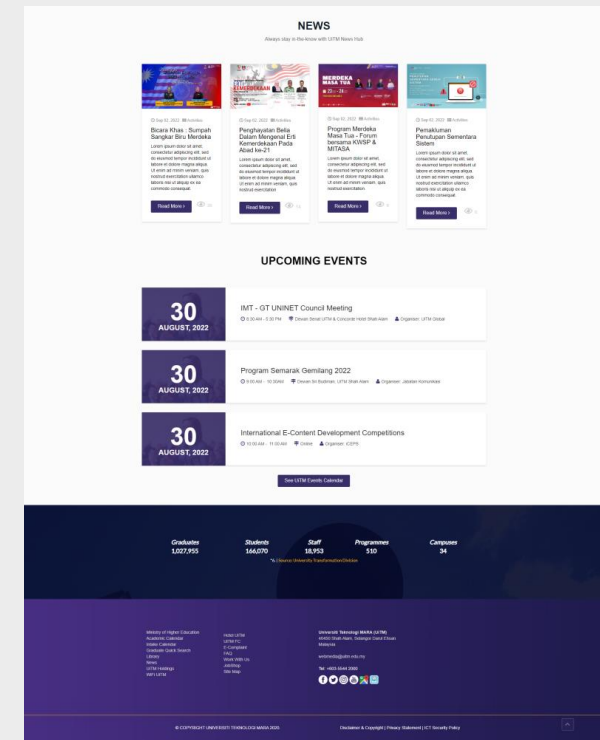 NEWS
Always stay in-the-know with UiTM News Hub
MERDEKA
MASA TUA
Sep 02, 2022 Activities
Bicara Khas : Sumpah
Sangkar Biru Merdeka
Lorem ipsum dolor sit amet,
consectetur adipiscing elit, sed
do eiusmod tempor incididunt ut
labore et dolore magna aliqua.
Ut enim ad minim veniam, quis
nostrud exercitation ullamco
laboris nisi ut aliquip ex ea
commodo consequat.
Read More >
Sep 02, 2022 Activities
Penghayatan Bella
Dalam Mengenal Erti
Kemerdekaan Pada
Abad ke-21
Lorem ipsum dolor sit amet,
consectetur adipiscing elit, sed
do eiusmod tempor incididunt ut
labore et dolore magna aliqua.
Ut enim ad minim veniam, quis
nostrud exercitation
Read More >
Sep 02, 2022 Activities
Program Merdeka
Masa Tua - Forum
bersama KWSP &
MITASA
Lorem ipsum dolor sit amet,
consectetur adipiscing elit, sed
do eiusmod tempor incididunt ut
labore et dolore magna aliqua.
Ut enim ad minim veniam, quis
nostrud exercitation
Read More >
Sep 02, 2022 Activities
Pemakluman
Penutupan Sementara
Sistem
Lorem ipsum dolor sit amet,
consectetur adipiscing elit, sed
do eiusmod tempor incididunt ut
labore et dolore magna aliqua.
Ut enim ad minim veniam, quis
nostrud exercitation ullamco
laboris nisi ut aliquip ex ea
commodo consequat.
Read More >
UPCOMING EVENTS
30
AUGUST, 2022
IMT - GT UNINET Council Meeting
8:30 AM - 5:30 PM Dewan Senat UiTM & Concorde Hotel Shah Alam Organiser: UiTM Global
30
AUGUST, 2022
Program Semarak Gemilang 2022
9:00 AM - 10:30AM Dewan Sri Budiman, UiTM Shah Alam Organiser: Jabatan Komunikasi
30
AUGUST, 2022
International E-Content Development Competitions
10:00 AM - 11:00 AM Online Organiser: iCEPS
See UiTM Events Calendar
Graduates Students Staff Programmes Campuses
1,027,955 166,070 18,953 510 34
Source: University Transformation Division
Ministry of Higher Education
Academic Calendar
Intake Calendar
Graduate Quick Search
Library
News
UiTM Holdings
WiFi UiTM
Hotel UiTM
UiTM FC
E-Complaint
FAQ
Work With Us
JobShop
Site Map
Universiti Teknologi MARA (UiTM)
40450 Shah Alam, Selangor Darul Ehsan
Malaysia
webmedia@uitm.edu.my
Tel: +603-5544 2000
© COPYRIGHT UNIVERSITI TEKNOLOGI MARA 2020
Disclaimer & Copyright | Privacy Statement | ICT Security Policy